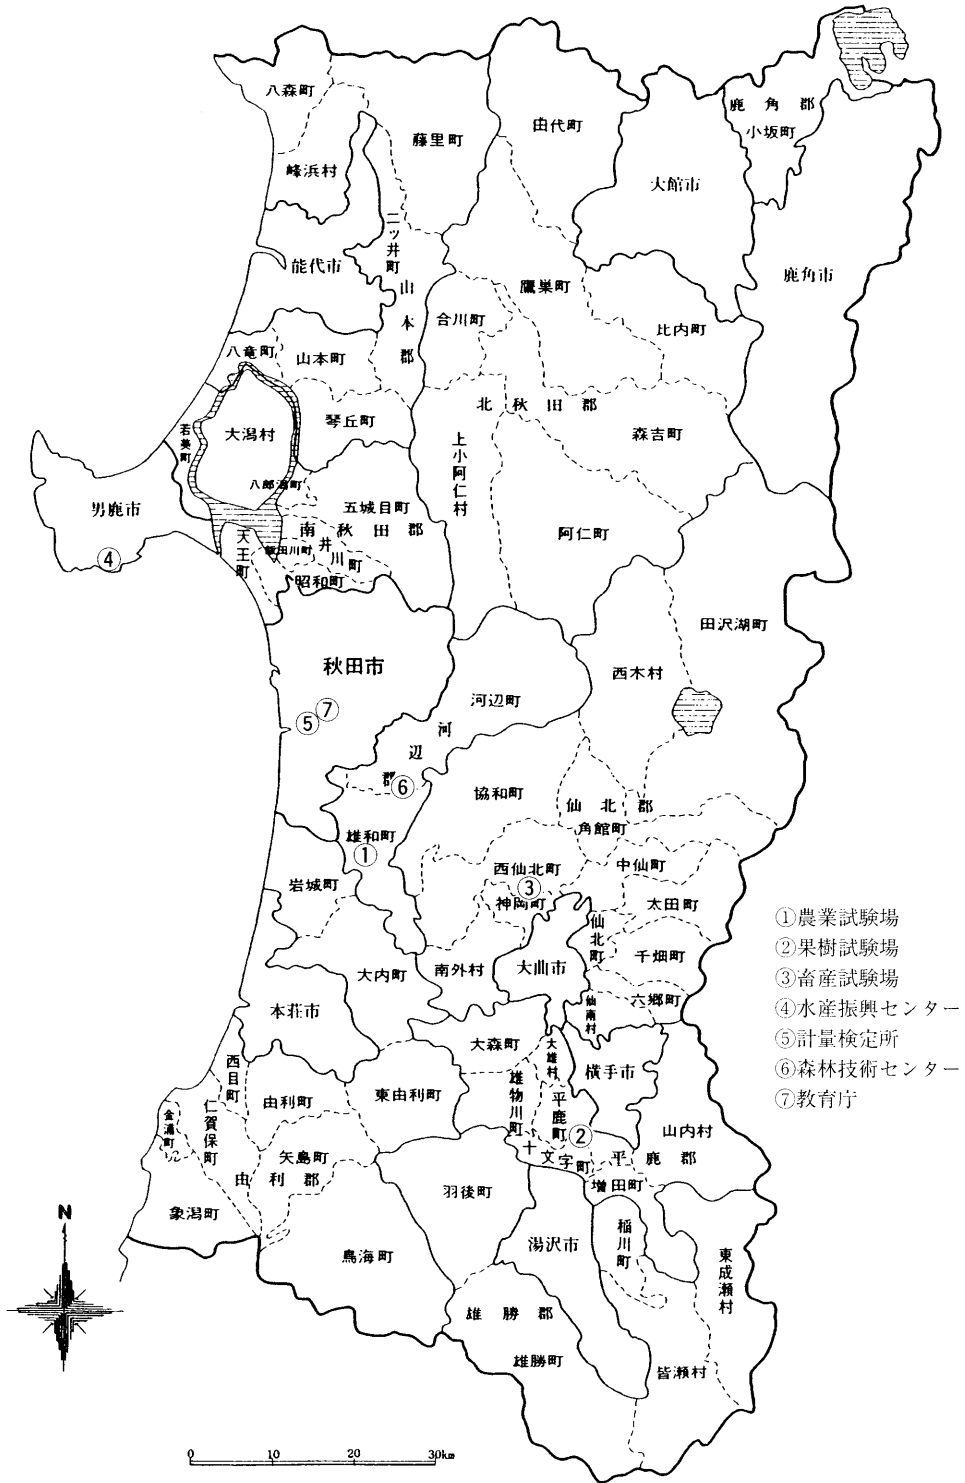 八森町
峰浜村
藤里町
由代町
鹿角郡
小坂町
大館市
鹿角市
二ツ井町
能代市
山本郡
鷹巣町
合川町
比内町
八竜町
山本町
北秋田郡
森吉町
琴丘町
若美町
大潟村
上小阿仁村
八郎潟町
五城目町
男鹿市
④
南秋田郡
阿仁町
天王町
飯田川町
井川町
昭和町
田沢湖町
西木村
秋田市
⑤
⑦
河辺町
河辺郡
⑥
協和町
仙北郡
角館町
雄和町
①
西仙北町
③
神岡町
中仙町
太田町
岩城町
仙北町
千畑町
大内町
南外村
大曲市
仙南村
六郷町
本荘市
大森町
大雄村
横手市
西目町
由利町
東由利町
雄物川町
平鹿町
②
山内村
金浦町
仁賀保町
矢島町
由利郡
十文字町
平鹿郡
増田町
象潟町
羽後町
湯沢市
稲川町
東成瀬村
鳥海町
雄勝郡
雄勝町
皆瀬村
①農業試験場
②果樹試験場
③畜産試験場
④水産振興センター
⑤計量検定所
⑥森林技術センター
⑦教育庁
N
0 10 20 30km